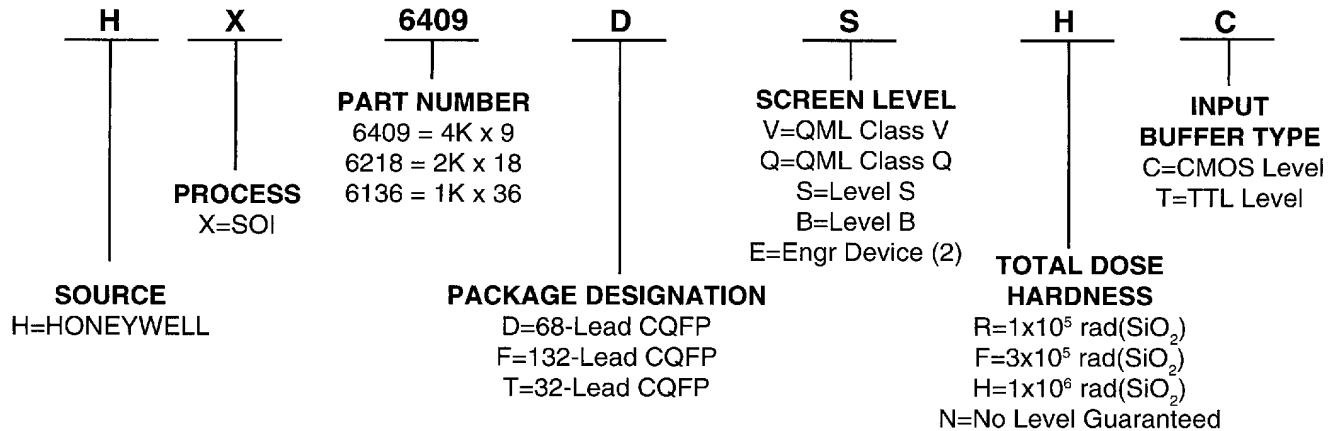 H X 6409 D S H C
PART NUMBER
6409 = 4K x 9
6218 = 2K x 18
6136 = 1K x 36
SCREEN LEVEL
V=QML Class V
Q=QML Class Q
S=Level S
B=Level B
E=Engr Device (2)
INPUT
BUFFER TYPE
C=CMOS Level
T=TTL Level
PROCESS
X=SOI
SOURCE
H=HONEYWELL
PACKAGE DESIGNATION
D=68-Lead CQFP
F=132-Lead CQFP
T=32-Lead CQFP
TOTAL DOSE
HARDNESS
R=1x10⁵ rad(SiO₂)
F=3x10⁵ rad(SiO₂)
H=1x10⁶ rad(SiO₂)
N=No Level Guaranteed